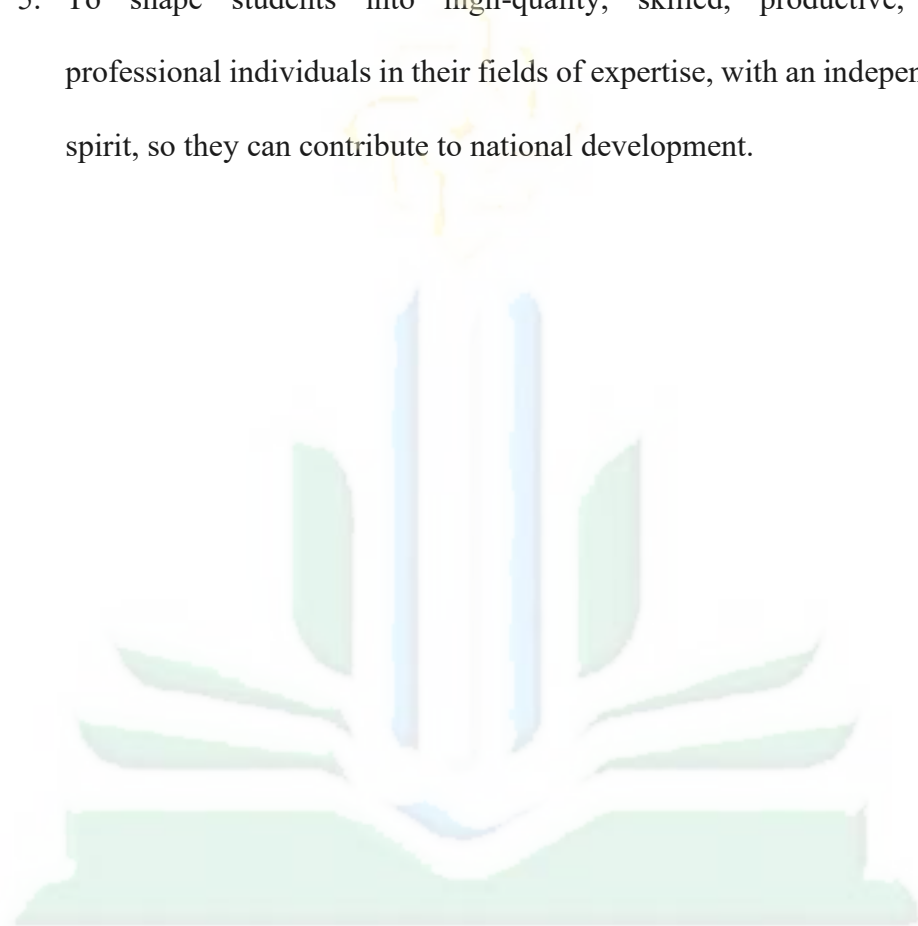 To shape students into high-quality, skilled, productive,
professional individuals in their fields of expertise, with an indepen
spirit, so they can contribute to national development.